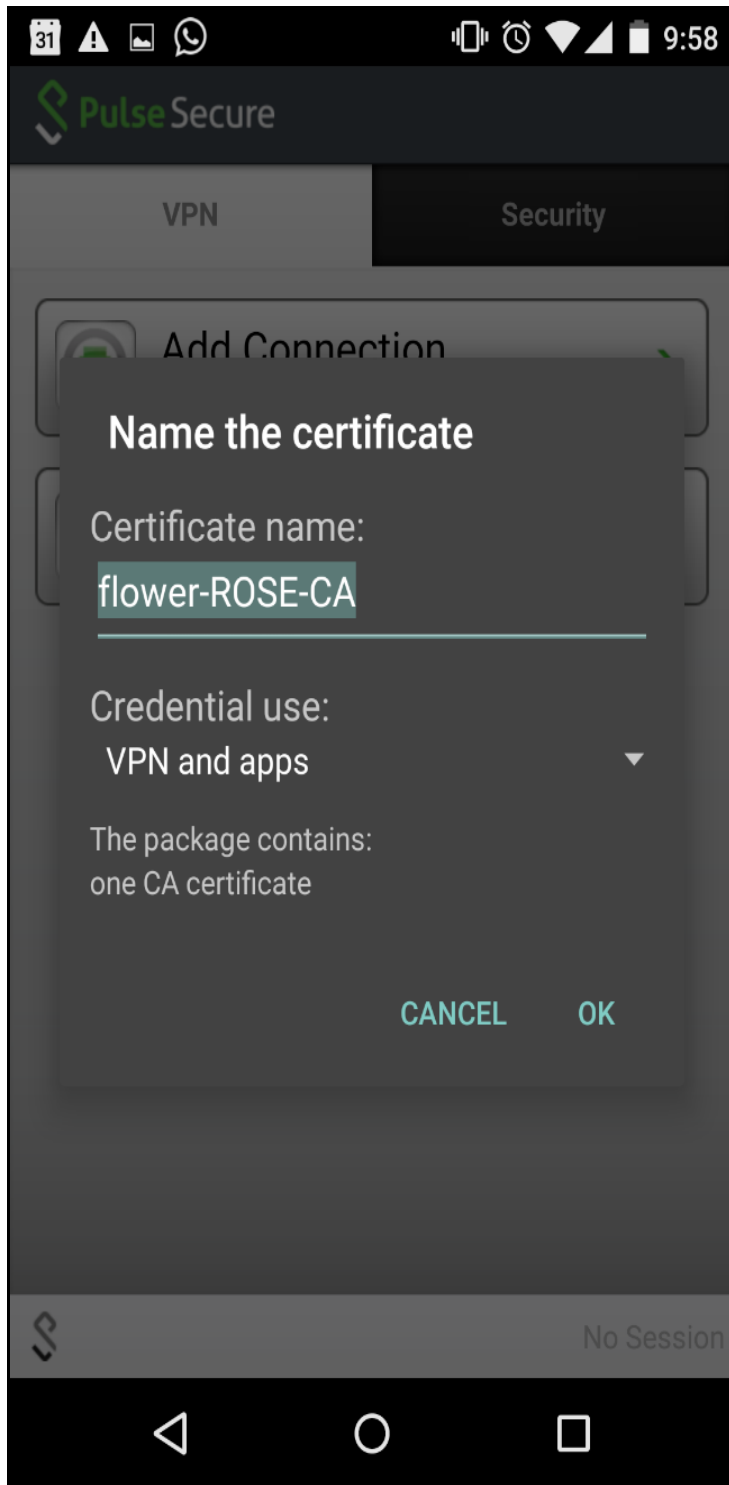 31
9:58
Pulse Secure
VPN
Security
Add Connection
Name the certificate
Certificate name:
flower-ROSE-CA
Credential use:
VPN and apps
The package contains:
one CA certificate
CANCEL
OK
No Session